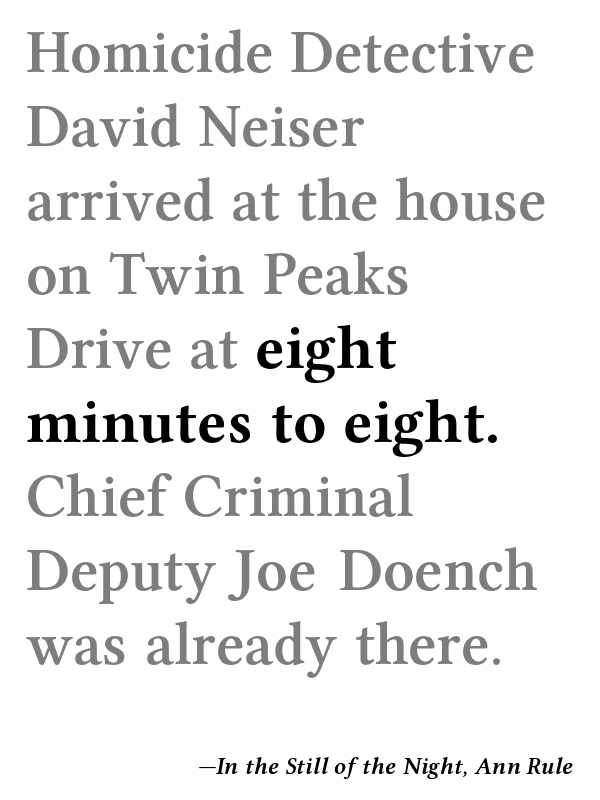 Homicide Detective
David Neiser
arrived at the house
on Twin Peaks
Drive at eight
minutes to eight.
Chief Criminal
Deputy Joe Doench
was already there.
—In the Still of the Night, Ann Rule